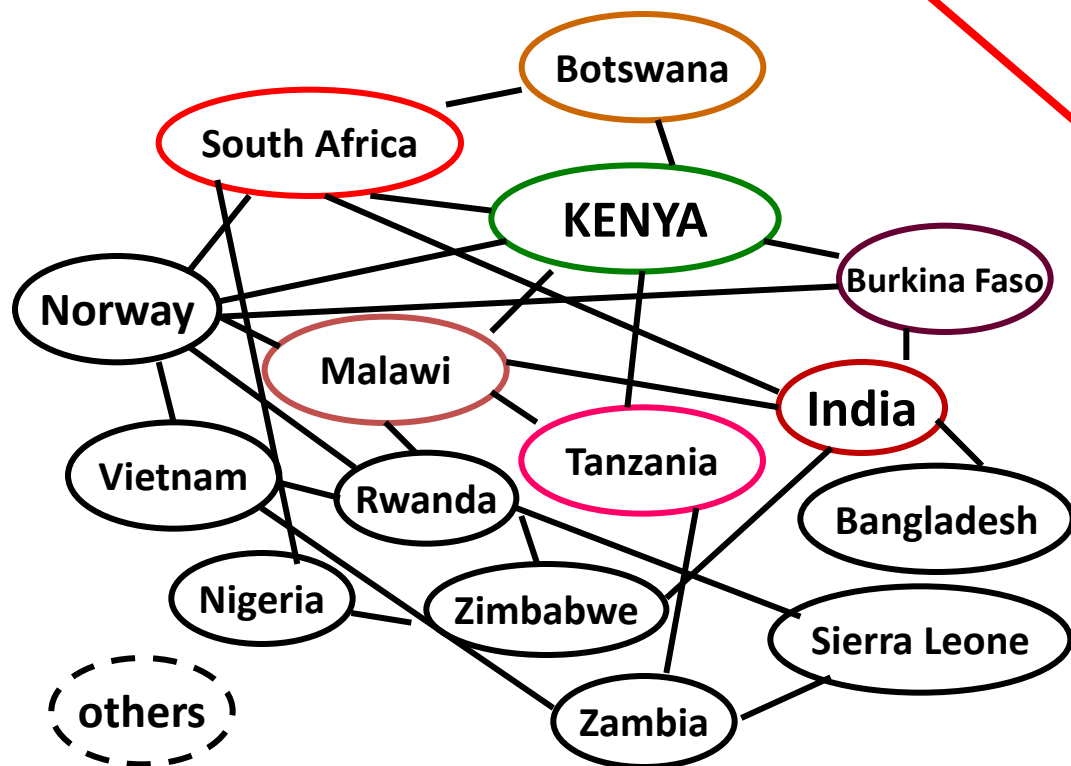 Botswana
South Africa
KENYA
Burkina Faso
Norway
Malawi
India
Tanzania
Vietnam
Rwanda
Bangladesh
Nigeria
Zimbabwe
Sierra Leone
others
Zambia